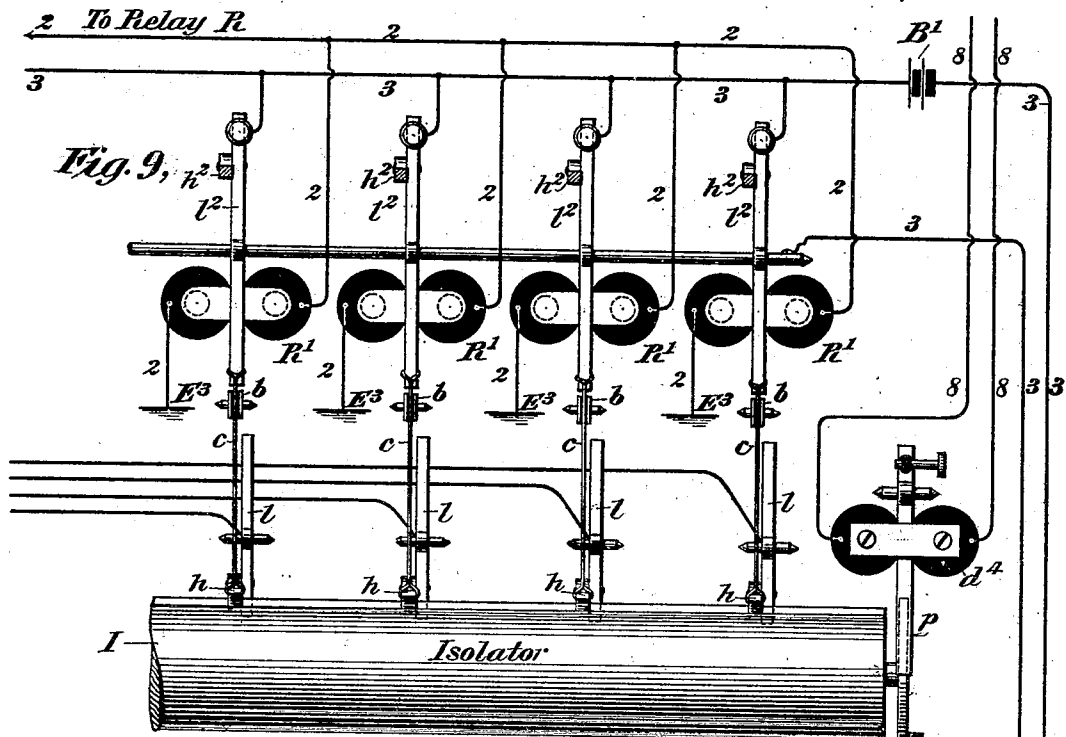 2 To Relay R 2 2 B¹ 8 8
3 3 3 3
Fig. 9,
h² h² h² h²
l² 2 l² 2 l² 2 l² 2
3
R¹ R¹ R¹ R¹
2 2 2 2
E³ b E³ b E³ b E³ b 8 8 3 3
c c c c
l l l l
h h h h d⁴
I Isolator p